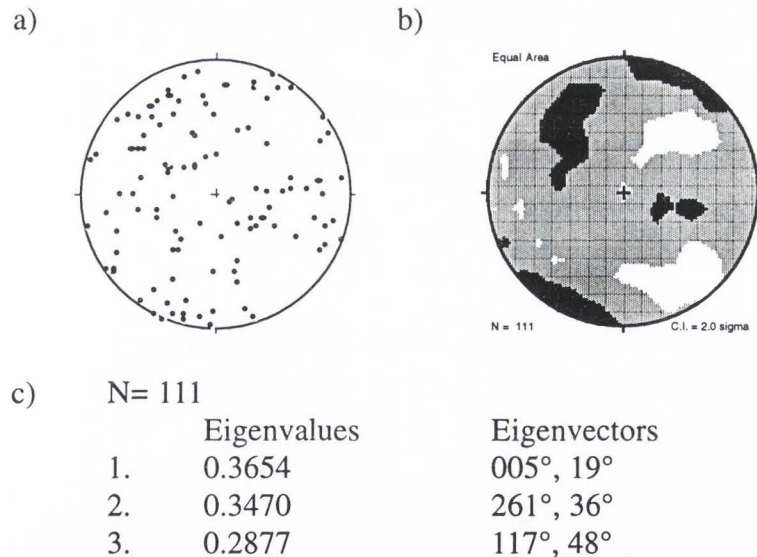 a)
b)
Equal Area
N = 111
C.I. = 2.0 sigma
c)
N= 111
Eigenvalues
Eigenvectors
1. 0.3654 005°, 19°
2. 0.3470 261°, 36°
3. 0.2877 117°, 48°